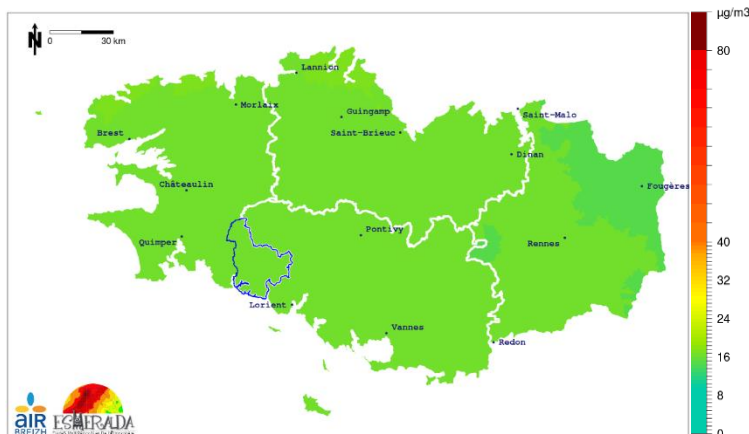 µg/m3
N
0 30 km
80
Lannion
Morlaix
Guingamp
Saint-Malo
Brest
Saint-Brieuc
Dinan
Châteaulin
Fougères
Pontivy
Quimper
Rennes
40
32
Lorient
24
Vannes
Redon
16
8
0
air
BREIZH
ESMERALDA